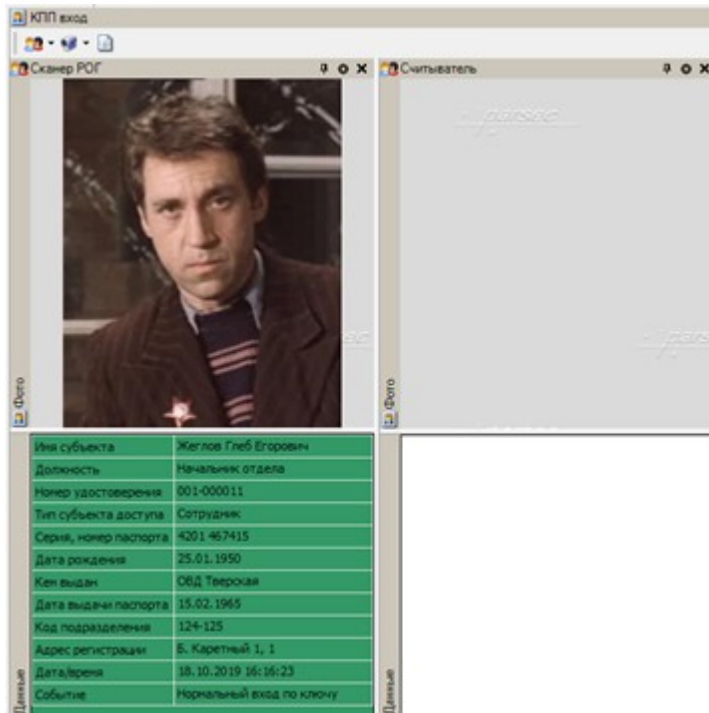 КПП вход
Сканер РОГ
Считыватель
parsec
Фото
Фото
Имя субъекта Жеглов Глеб Егорович
Должность Начальник отдела
Номер удостоверения 001-000011
Тип субъекта доступа Сотрудник
Серия, номер паспорта 4201 467415
Дата рождения 25.01.1950
Кем выдан ОВД Тверская
Дата выдачи паспорта 15.02.1965
Код подразделения 124-125
Адрес регистрации Б. Каретный 1, 1
Дата/время 18.10.2019 16:16:23
Событие Нормальный вход по ключу
Данные
Данные